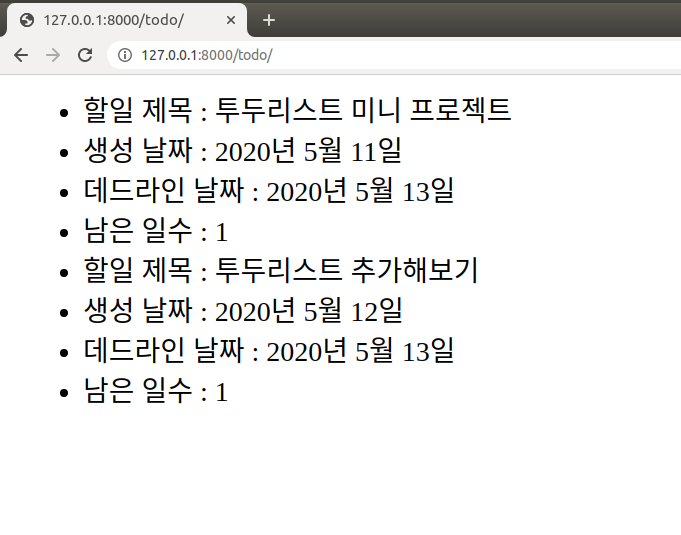 127.0.0.1:8000/todo/
127.0.0.1:8000/todo/
할일 제목 : 투두리스트 미니 프로젝트
생성 날짜 : 2020년 5월 11일
데드라인 날짜 : 2020년 5월 13일
남은 일수 : 1
할일 제목 : 투두리스트 추가해보기
생성 날짜 : 2020년 5월 12일
데드라인 날짜 : 2020년 5월 13일
남은 일수 : 1